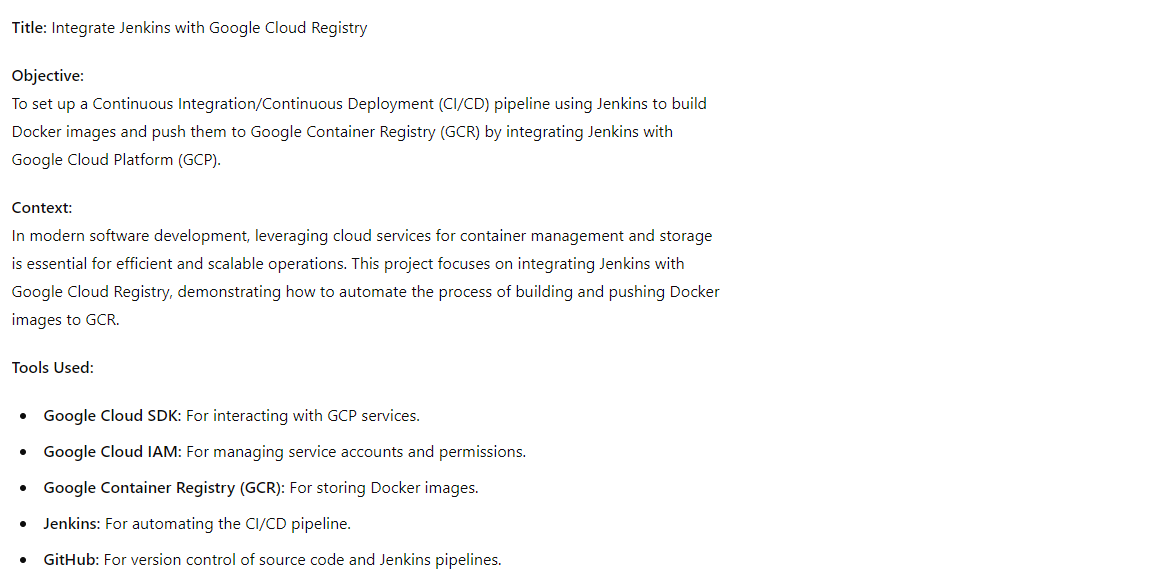 Title: Integrate Jenkins with Google Cloud Registry
Objective:
To set up a Continuous Integration/Continuous Deployment (CI/CD) pipeline using Jenkins to build
Docker images and push them to Google Container Registry (GCR) by integrating Jenkins with
Google Cloud Platform (GCP).
Context:
In modern software development, leveraging cloud services for container management and storage
is essential for efficient and scalable operations. This project focuses on integrating Jenkins with
Google Cloud Registry, demonstrating how to automate the process of building and pushing Docker
images to GCR.
Tools Used:
• Google Cloud SDK: For interacting with GCP services.
• Google Cloud IAM: For managing service accounts and permissions.
• Google Container Registry (GCR): For storing Docker images.
• Jenkins: For automating the CI/CD pipeline.
• GitHub: For version control of source code and Jenkins pipelines.